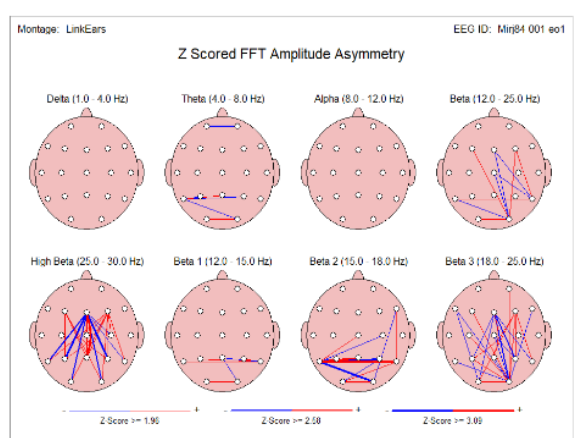 Montage: LinkEars EEG ID: Mirj84 001 eo1
Z Scored FFT Amplitude Asymmetry
Delta (1.0 - 4.0 Hz) Theta (4.0 - 8.0 Hz) Alpha (8.0 - 12.0 Hz) Beta (12.0 - 25.0 Hz)
High Beta (25.0 - 30.0 Hz) Beta 1 (12.0 - 15.0 Hz) Beta 2 (15.0 - 18.0 Hz) Beta 3 (18.0 - 25.0 Hz)
- + - + - +
Z-Score >= 1.96 Z-Score >= 2.58 Z-Score >= 3.09